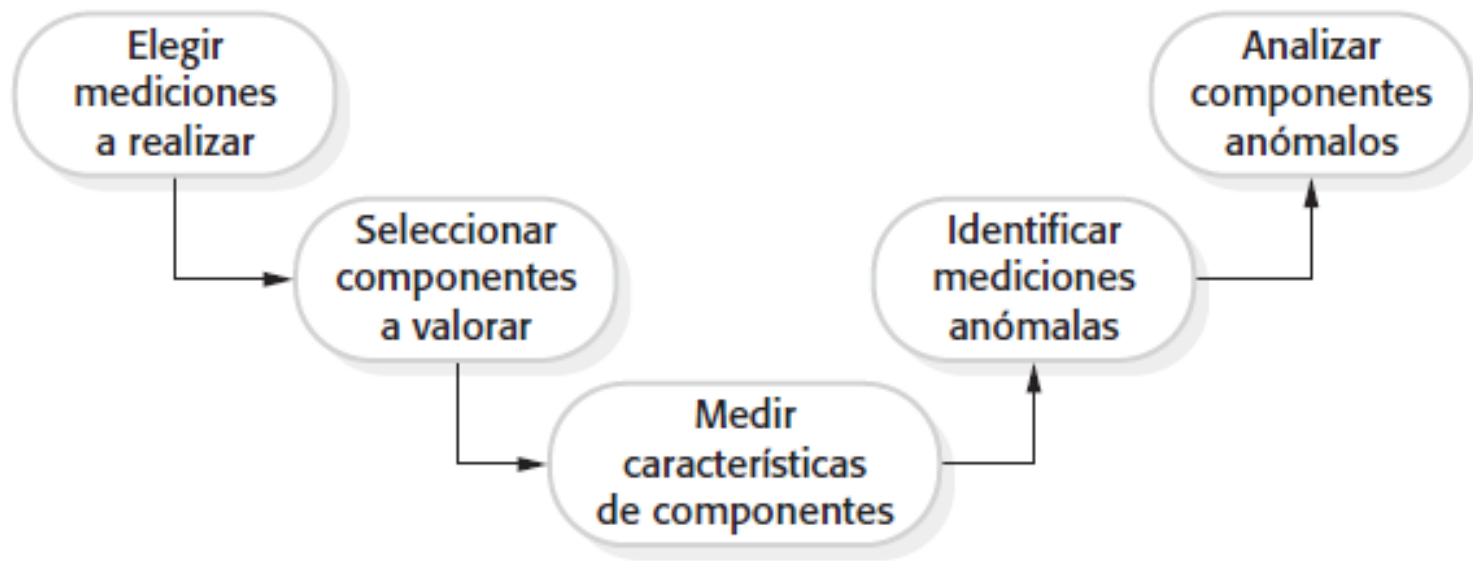 Elegir
mediciones
a realizar
Seleccionar
componentes
a valorar
Medir
características
de componentes
Identificar
mediciones
anómalas
Analizar
componentes
anómalos